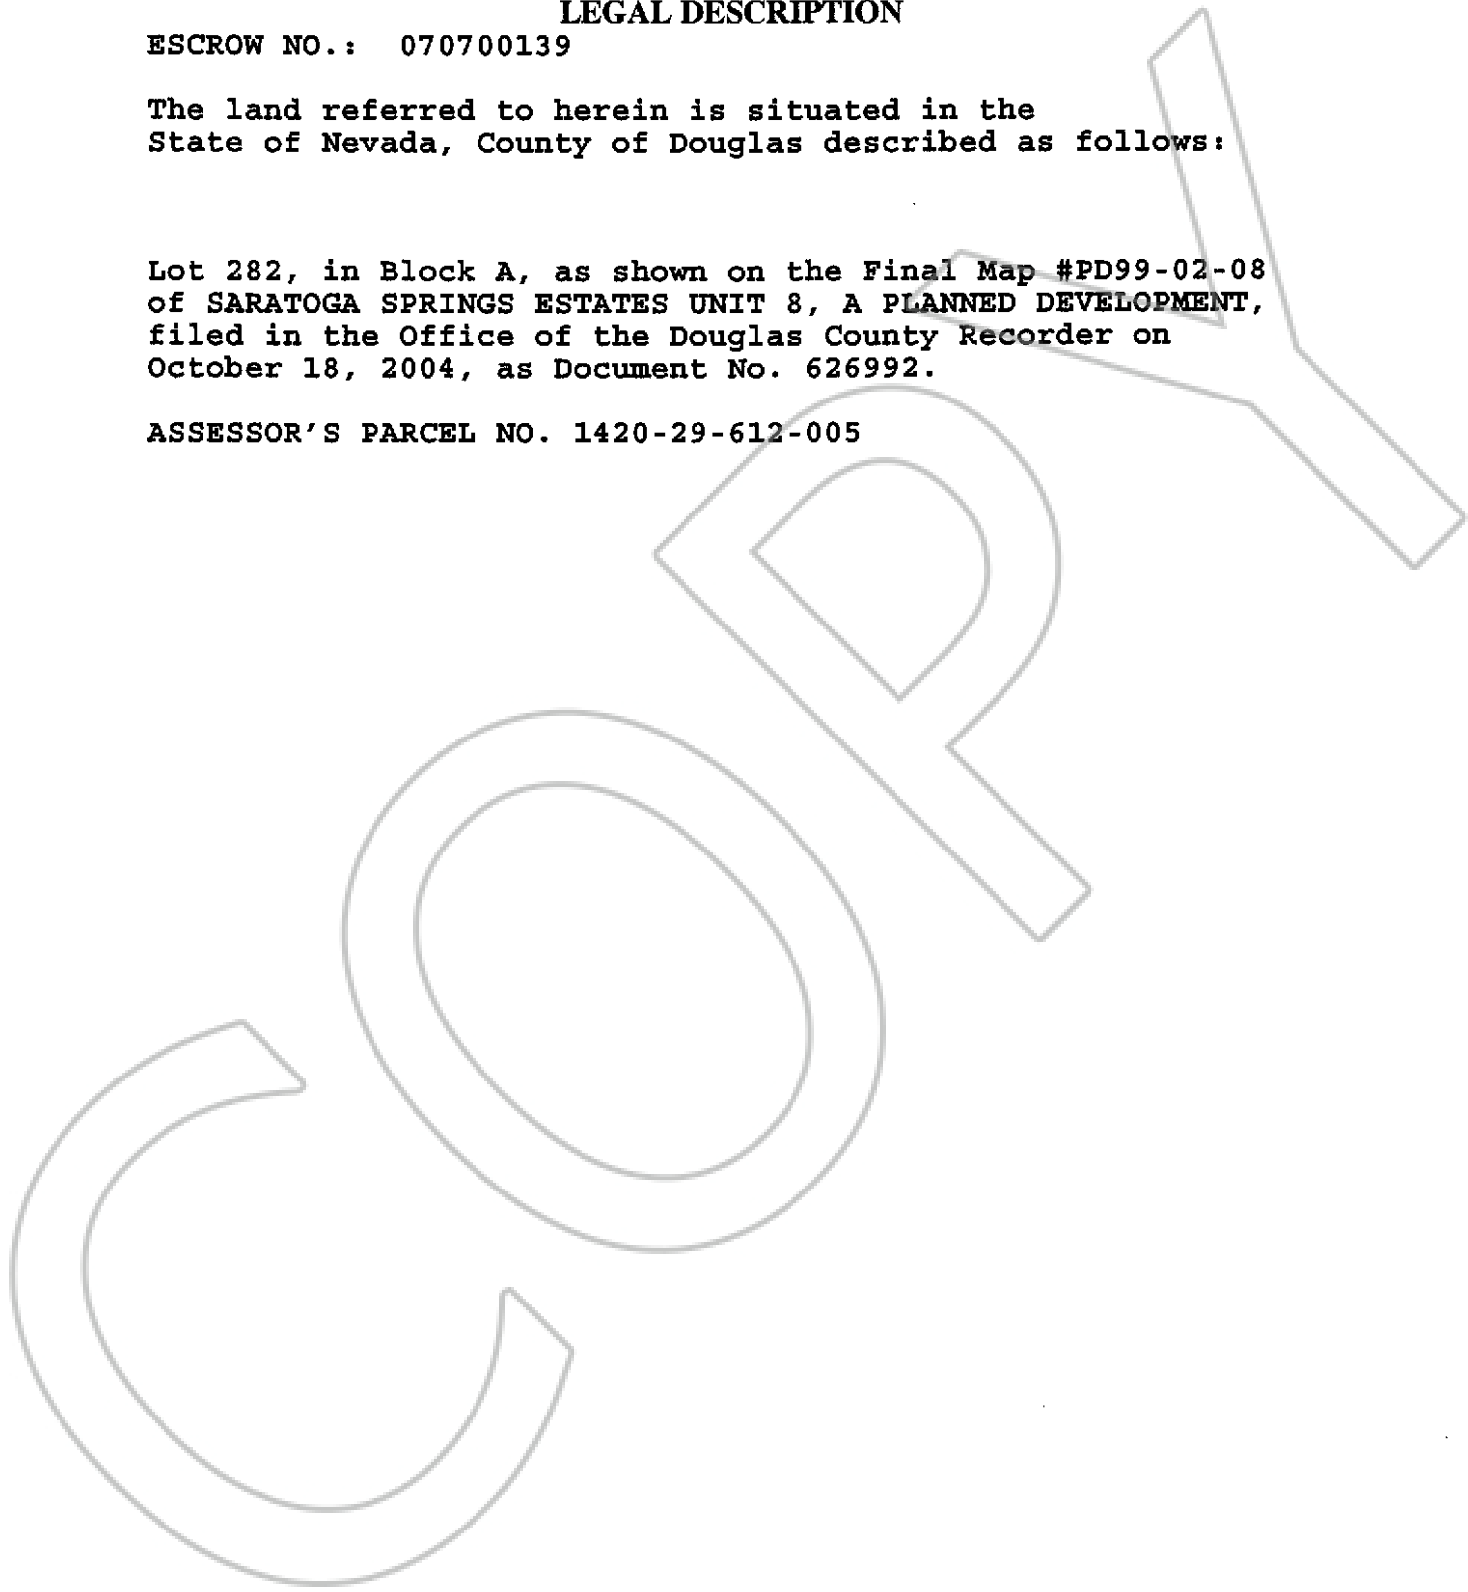 LEGAL DESCRIPTION
ESCROW NO.: 070700139
The land referred to herein is situated in the
State of Nevada, County of Douglas described as follows:
Lot 282, in Block A, as shown on the Final Map #PD99-02-08
of SARATOGA SPRINGS ESTATES UNIT 8, A PLANNED DEVELOPMENT,
filed in the Office of the Douglas County Recorder on
October 18, 2004, as Document No. 626992.
ASSESSOR'S PARCEL NO. 1420-29-612-005
COPY